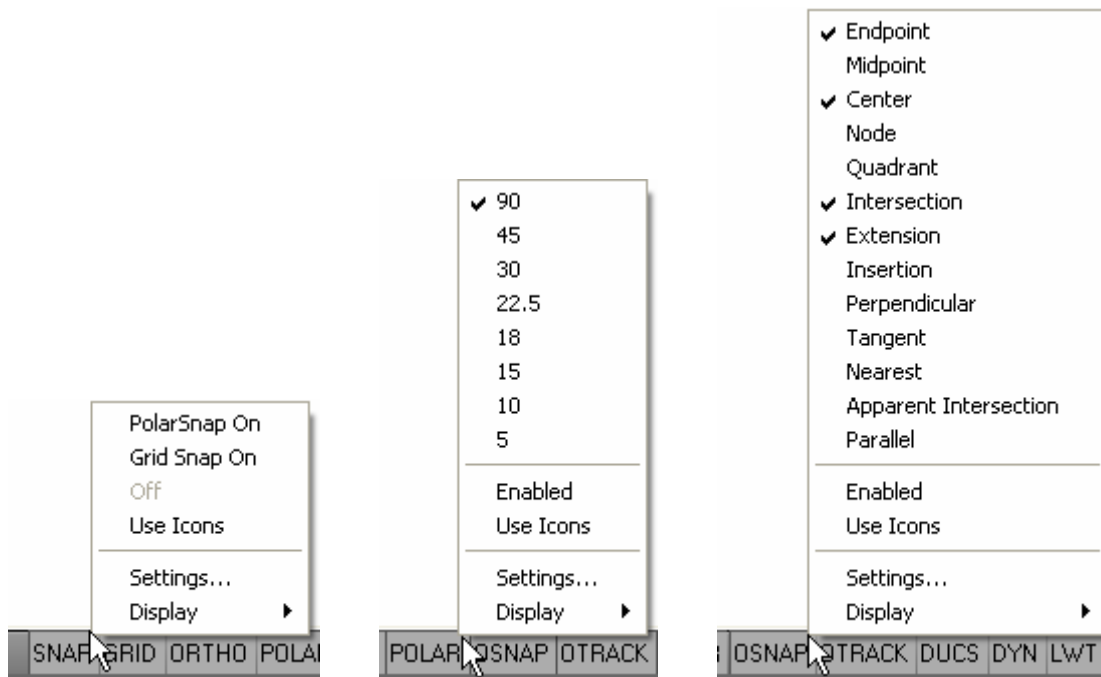 PolarSnap On
Grid Snap On
Off
Use Icons
Settings...
Display
SNAP GRID ORTHO
90
45
30
22.5
18
15
10
5
Enabled
Use Icons
Settings...
Display
POLAR OSNAP OTRACK
Endpoint
Midpoint
Center
Node
Quadrant
Intersection
Extension
Insertion
Perpendicular
Tangent
Nearest
Apparent Intersection
Parallel
Enabled
Use Icons
Settings...
Display
OSNAP OTRACK DUCS DYN LWT